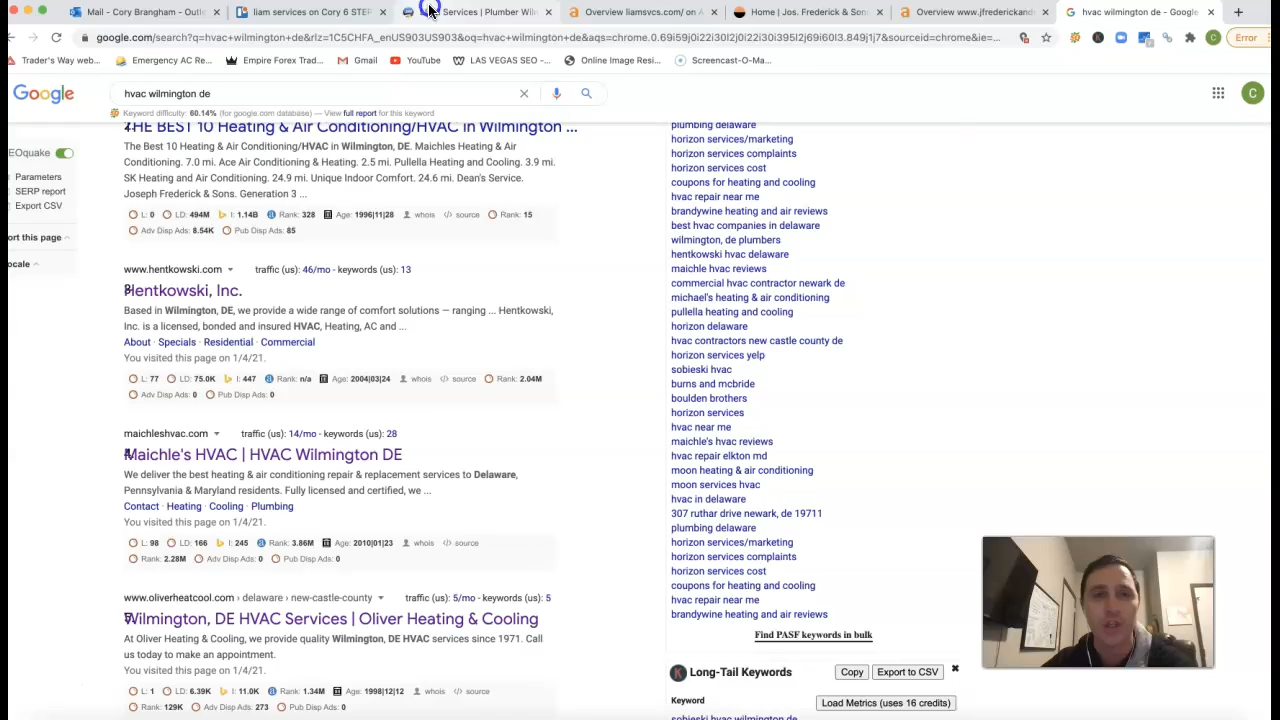 Mail - Cory Brangham - Outle
liam services on Cory 6 STEP
Services | Plumber Wiln
Overview liamsvcs.com/ on A
Home | Jos. Frederick & Sons
Overview www.jfrederickand
hvac wilmington de - Google
google.com/search?q=hvac+wilmington+de&rlz=1C5CHFA_enUS903US903&oq=hvac+wilmington+de&aqs=chrome.0.69i59j0i22i30l2j0i22i30i395l2j69i60l3.849j1j7&sourceid=chrome&ie=...
Error
Trader's Way web...
Emergency AC Re...
Empire Forex Trad...
Gmail
YouTube
LAS VEGAS SEO -...
Online Image Resi...
Screencast-O-Ma...
Google
hvac wilmington de
C
Keyword difficulty: 60.14% (for google.com database) — View full report for this keyword
EOquake
Parameters
SERP report
Export CSV
ort this page
ocale
THE BEST 10 Heating & Air Conditioning/HVAC in Wilmington ...
The Best 10 Heating & Air Conditioning/HVAC in Wilmington, DE. Maichles Heating & Air
Conditioning. 7.0 mi. Ace Air Conditioning & Heating. 2.5 mi. Pullella Heating and Cooling. 3.9 mi.
SK Heating and Air Conditioning. 24.9 mi. Unique Indoor Comfort. 24.6 mi. Dean's Service.
Joseph Frederick & Sons. Generation 3 ...
L: 0 LD: 494M I: 1.14B Rank: 328 Age: 1996|11|28 whois source Rank: 15
Adv Disp Ads: 8.54K Pub Disp Ads: 85
www.hentkowski.com traffic (us): 46/mo - keywords (us): 13
Hentkowski, Inc.
Based in Wilmington, DE, we provide a wide range of comfort solutions — ranging ... Hentkowski,
Inc. is a licensed, bonded and insured HVAC, Heating, AC and ...
About · Specials · Residential · Commercial
You visited this page on 1/4/21.
L: 77 LD: 75.0K I: 447 Rank: n/a Age: 2004|03|24 whois source Rank: 2.04M
Adv Disp Ads: 0 Pub Disp Ads: 0
maichleshvac.com traffic (us): 14/mo - keywords (us): 28
Maichle's HVAC | HVAC Wilmington DE
We deliver the best heating & air conditioning repair & replacement services to Delaware,
Pennsylvania & Maryland residents. Fully licensed and certified, we ...
Contact · Heating · Cooling · Plumbing
You visited this page on 1/4/21.
L: 98 LD: 166 I: 245 Rank: 3.86M Age: 2010|01|23 whois source
Rank: 2.28M Adv Disp Ads: 0 Pub Disp Ads: 0
www.oliverheatcool.com › delaware › new-castle-county traffic (us): 5/mo - keywords (us): 5
Wilmington, DE HVAC Services | Oliver Heating & Cooling
At Oliver Heating & Cooling, we provide quality Wilmington, DE HVAC services since 1971. Call
us today to make an appointment.
You visited this page on 1/4/21.
L: 1 LD: 6.39K I: 11.0K Rank: 1.34M Age: 1998|12|12 whois source
Rank: 129K Adv Disp Ads: 273 Pub Disp Ads: 0
plumbing delaware
horizon services/marketing
horizon services complaints
horizon services cost
coupons for heating and cooling
hvac repair near me
brandywine heating and air reviews
best hvac companies in delaware
wilmington, de plumbers
hentkowski hvac delaware
maichle hvac reviews
commercial hvac contractor newark de
michael's heating & air conditioning
pullella heating and cooling
horizon delaware
hvac contractors new castle county de
horizon services yelp
sobieski hvac
burns and mcbride
boulden brothers
horizon services
hvac near me
maichle's hvac reviews
hvac repair elkton md
moon heating & air conditioning
moon services hvac
hvac in delaware
307 ruthar drive newark, de 19711
plumbing delaware
horizon services/marketing
horizon services complaints
horizon services cost
coupons for heating and cooling
hvac repair near me
brandywine heating and air reviews
Find PASF keywords in bulk
Long-Tail Keywords
Copy
Export to CSV
Keyword
Load Metrics (uses 16 credits)
sobieski hvac wilmington de